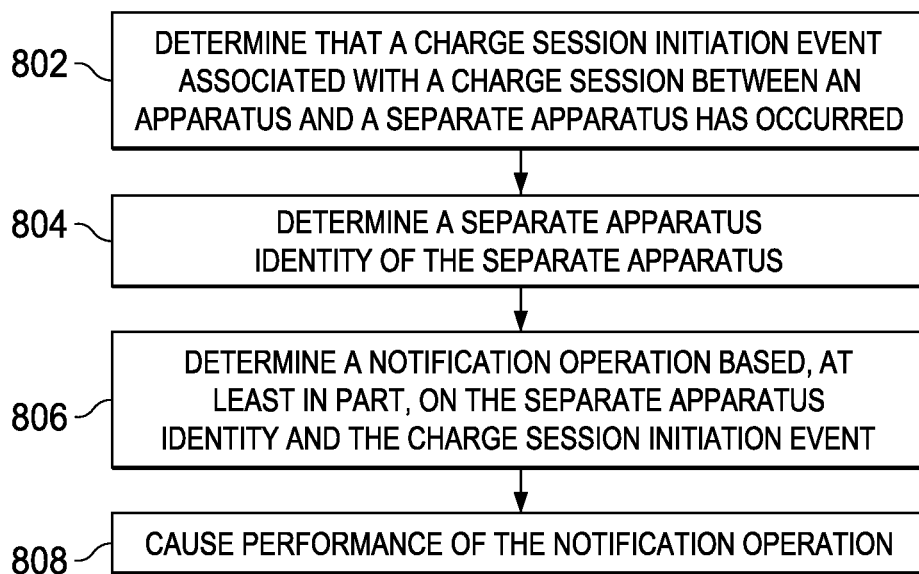 802
DETERMINE THAT A CHARGE SESSION INITIATION EVENT
ASSOCIATED WITH A CHARGE SESSION BETWEEN AN
APPARATUS AND A SEPARATE APPARATUS HAS OCCURRED
804
DETERMINE A SEPARATE APPARATUS
IDENTITY OF THE SEPARATE APPARATUS
806
DETERMINE A NOTIFICATION OPERATION BASED, AT
LEAST IN PART, ON THE SEPARATE APPARATUS
IDENTITY AND THE CHARGE SESSION INITIATION EVENT
808
CAUSE PERFORMANCE OF THE NOTIFICATION OPERATION